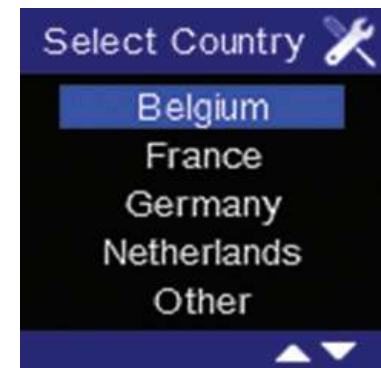 Select Country
Belgium
France
Germany
Netherlands
Other